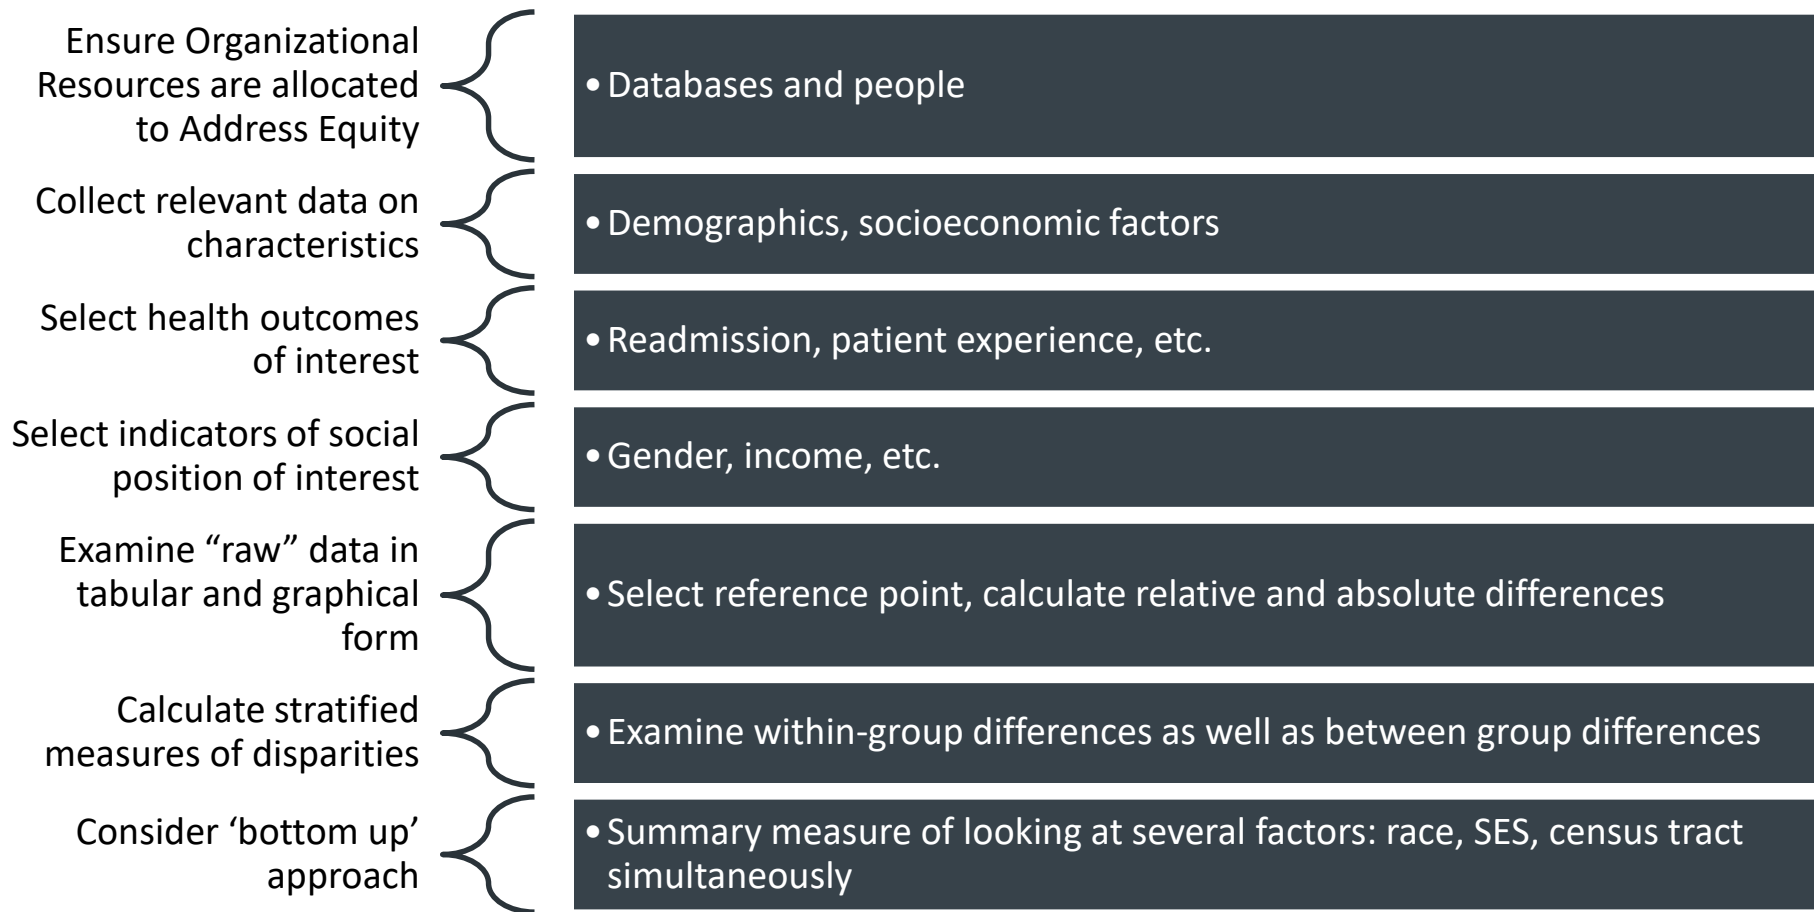 Ensure Organizational
Resources are allocated
to Address Equity
• Databases and people
Collect relevant data on
characteristics
• Demographics, socioeconomic factors
Select health outcomes
of interest
• Readmission, patient experience, etc.
Select indicators of social
position of interest
• Gender, income, etc.
Examine “raw” data in
tabular and graphical
form
• Select reference point, calculate relative and absolute differences
Calculate stratified
measures of disparities
• Examine within-group differences as well as between group differences
Consider ‘bottom up’
approach
• Summary measure of looking at several factors: race, SES, census tract
simultaneously